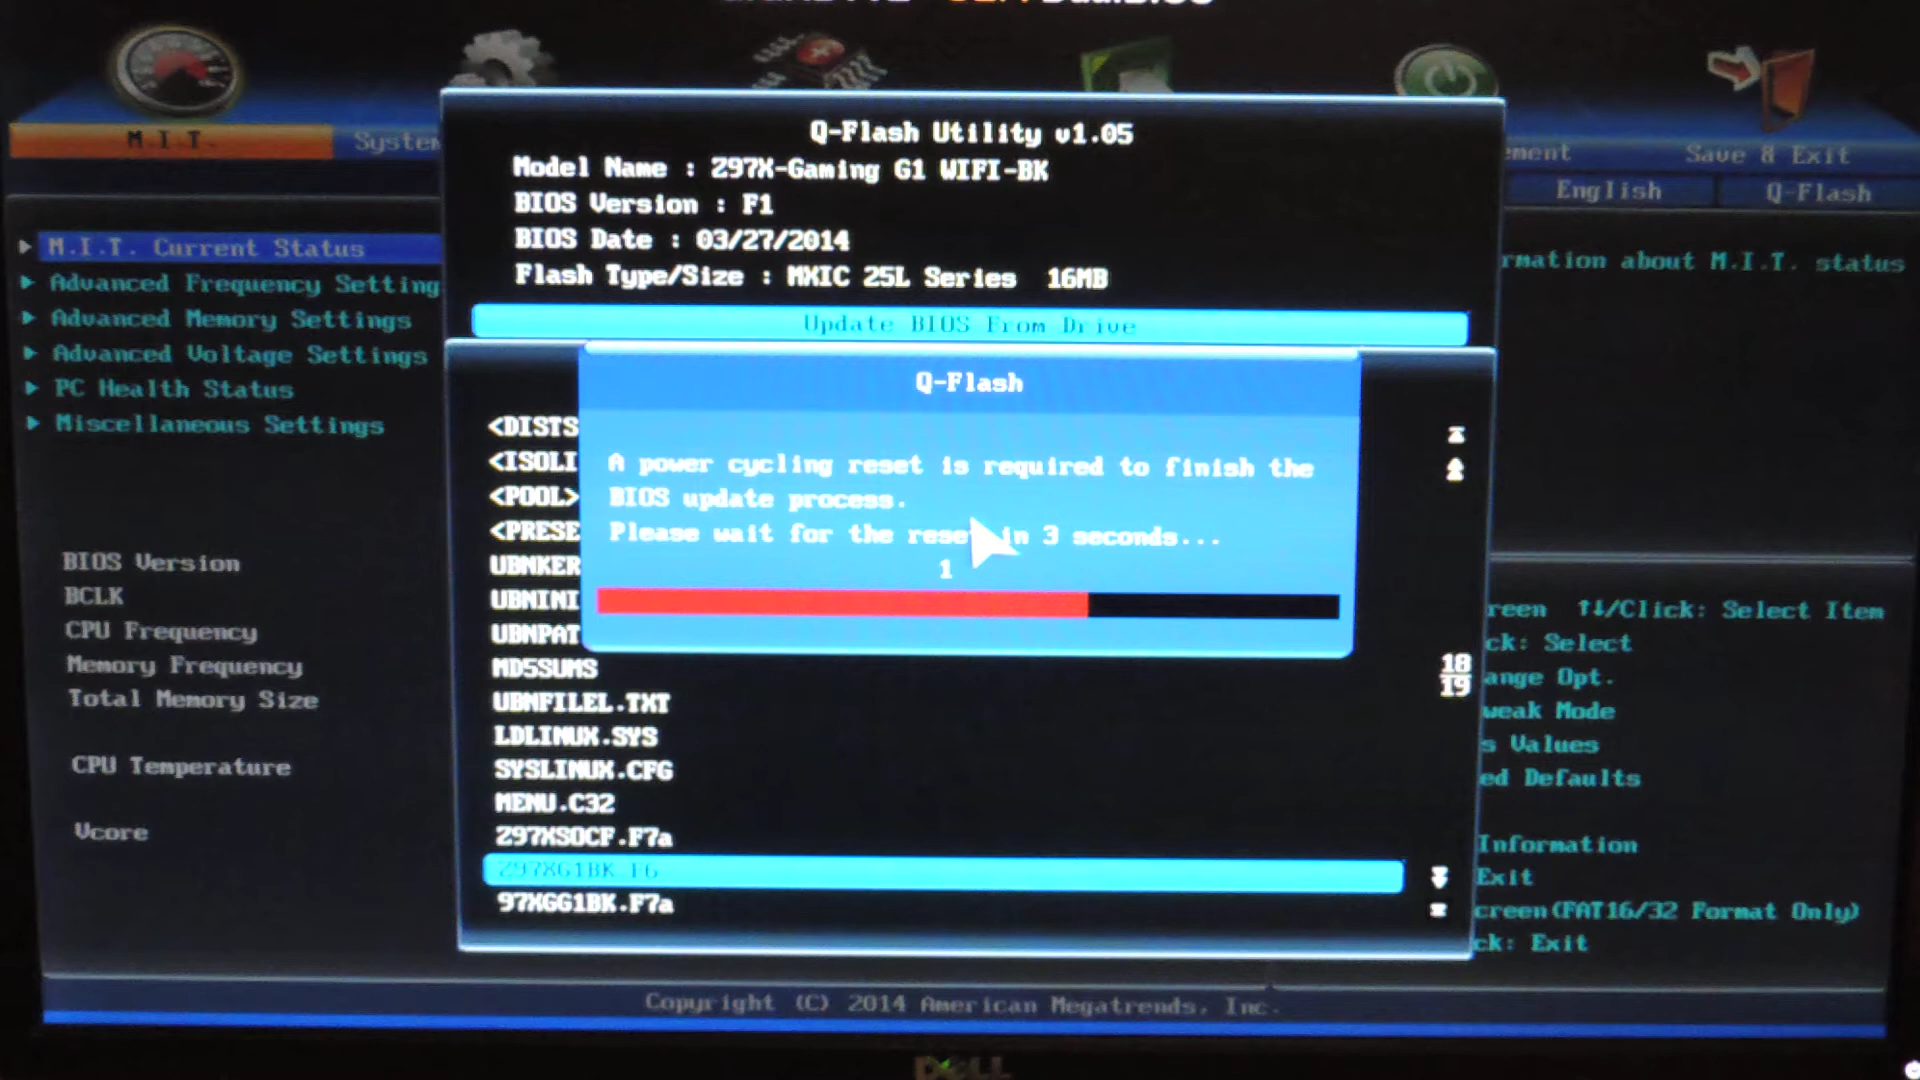 M.I.T.
System
Save & Exit
English
Q-Flash
Q-Flash Utility v1.05
Model Name : Z97X-Gaming G1 WIFI-BK
BIOS Version : F1
BIOS Date : 03/27/2014
Flash Type/Size : MXIC 25L Series 16MB
Update BIOS From Drive
M.I.T. Current Status
Advanced Frequency Setting
Advanced Memory Settings
Advanced Voltage Settings
PC Health Status
Miscellaneous Settings
BIOS Version
BCLK
CPU Frequency
Memory Frequency
Total Memory Size
CPU Temperature
Vcore
Q-Flash
A power cycling reset is required to finish the
BIOS update process.
Please wait for the reset in 3 seconds...
1
<DISTS
<ISOLI
<POOL>
<PRESE
UBNKER
UBNINI
UBNPAT
MD5SUMS
UBNFILEL.TXT
LDLINUX.SYS
SYSLINUX.CFG
MENU.C32
Z97XSOCF.F7a
Z97XG1BK.F6
97XGG1BK.F7a
18
19
rmation about M.I.T. status
reen ↑↓/Click: Select Item
ck: Select
ange Opt.
weak Mode
s Values
ed Defaults
Information
Exit
creen(FAT16/32 Format Only)
ck: Exit
Copyright (C) 2014 American Megatrends, Inc.
DELL